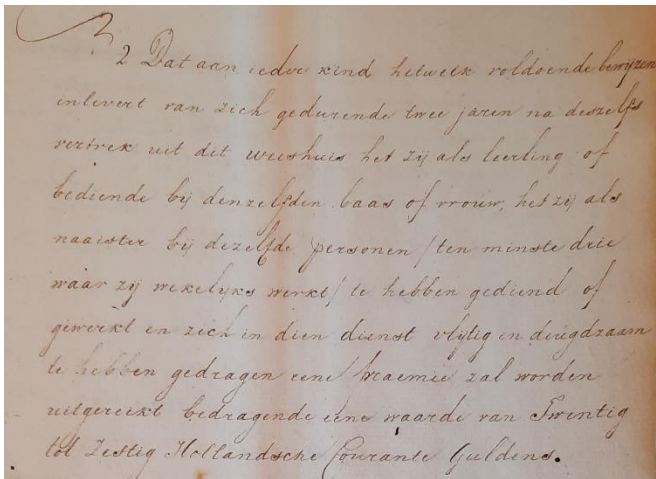 2 Dat aan ieder kind hetwelk voldoende bewyzen
inlevert van zich gedurende twee jaren na deszelfs
vertrek uit dit weeshuis het zij als leerling of
bediende bij denzelfden baas of vrouw, het zij als
naaister bij dezelfde personen / ten minste drie
waar zij wekelyks werkt / te hebben gediend of
gewerkt en zich in dien dienst vlijtig en deugdzaam
te hebben gedragen eene praemie zal worden
uitgereikt bedragende eene waarde van Twintig
tot Zestig Hollandsche Courante Guldens.